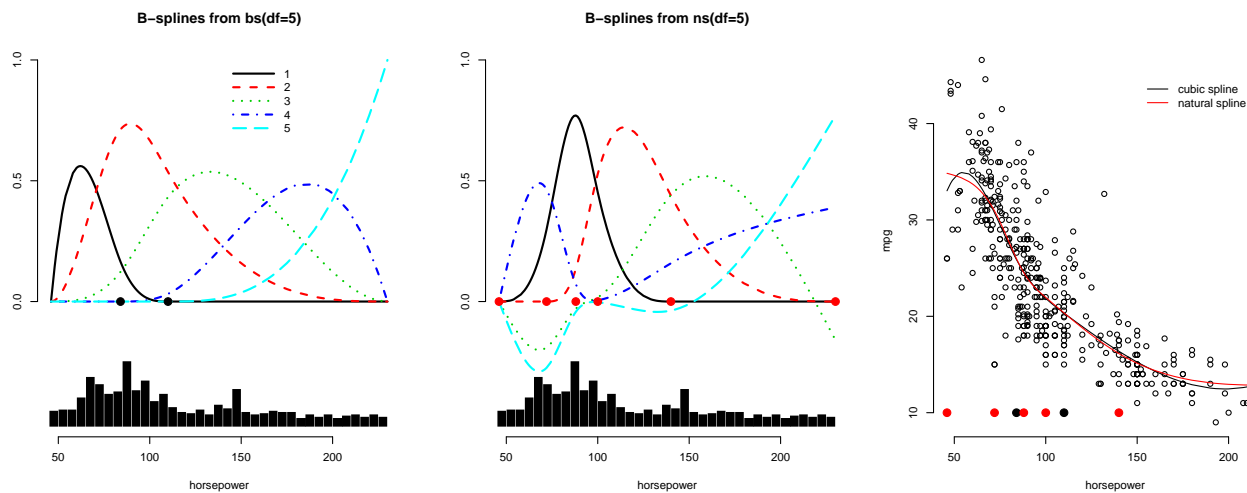 B−splines from bs(df=5)
0.0 0.5 1.0
1
2
3
4
5
50 100 150 200
horsepower
B−splines from ns(df=5)
0.0 0.5 1.0
50 100 150 200
horsepower
cubic spline
natural spline
mpg
10 20 30 40
50 100 150 200
horsepower